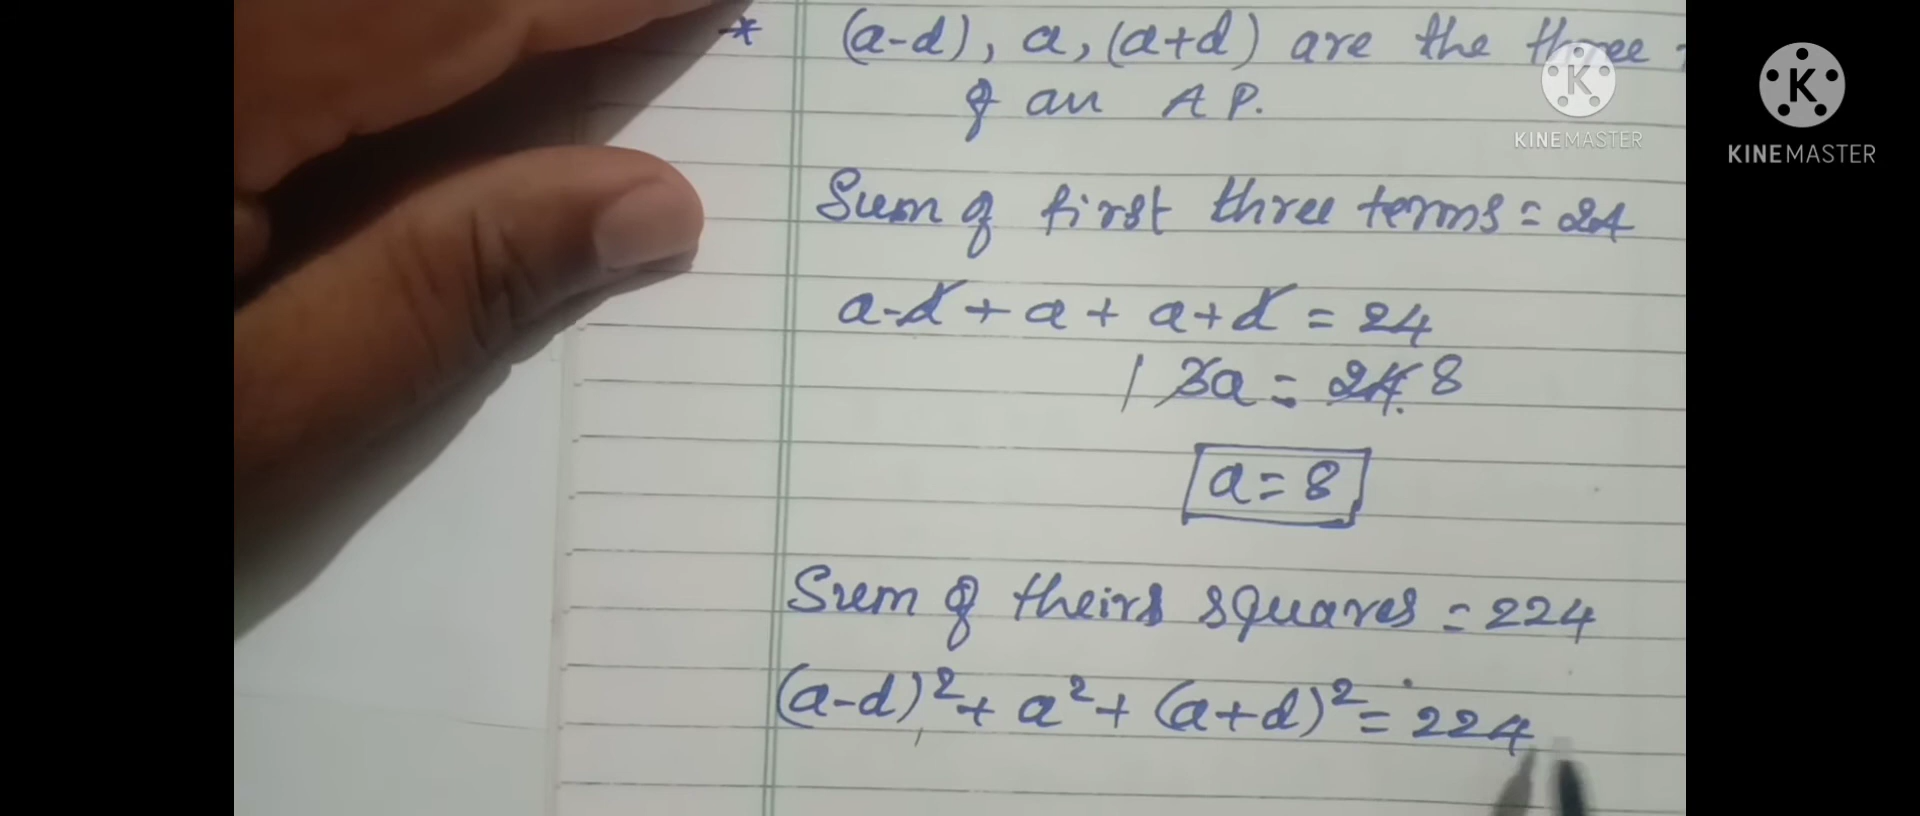 * (a-d), a, (a+d) are the three
of an AP.
K
KINEMASTER
K
KINEMASTER
Sum of first three terms = 24
a-d + a + a+d = 24
1 3a = 24 8
a = 8
Sum of theirs squares = 224
(a-d)² + a² + (a+d)² = 224